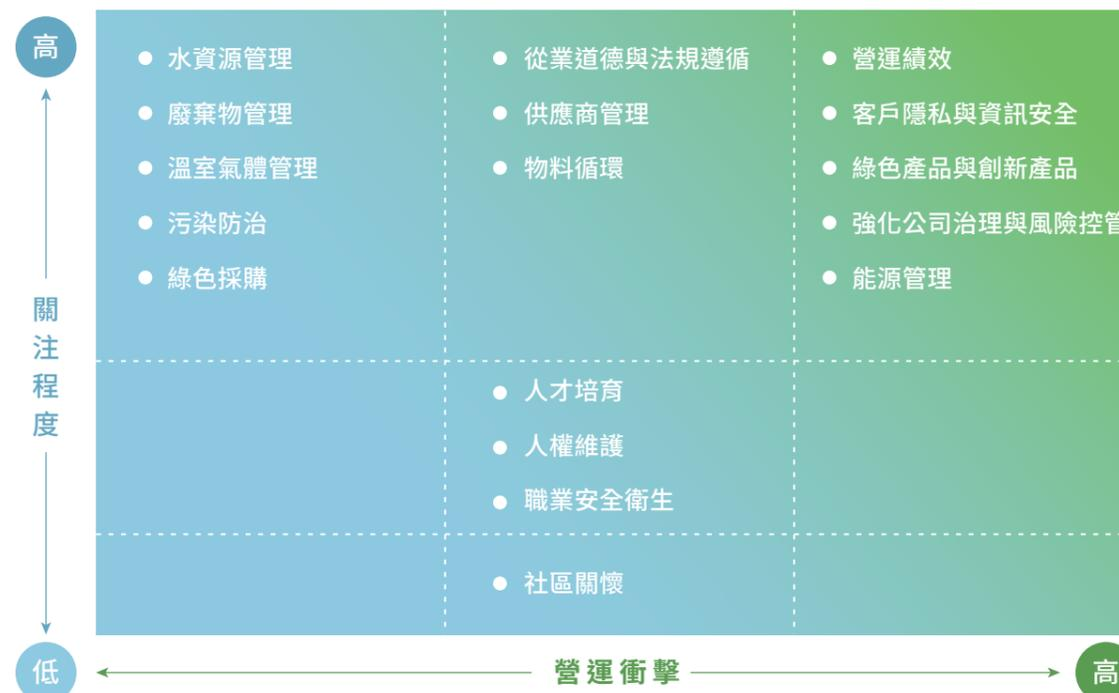 高
水資源管理
廢棄物管理
溫室氣體管理
污染防治
綠色採購
從業道德與法規遵循
供應商管理
物料循環
營運績效
客戶隱私與資訊安全
綠色產品與創新產品
強化公司治理與風險控管
能源管理
關注程度
人才培育
人權維護
職業安全衛生
社區關懷
低
營運衝擊
高